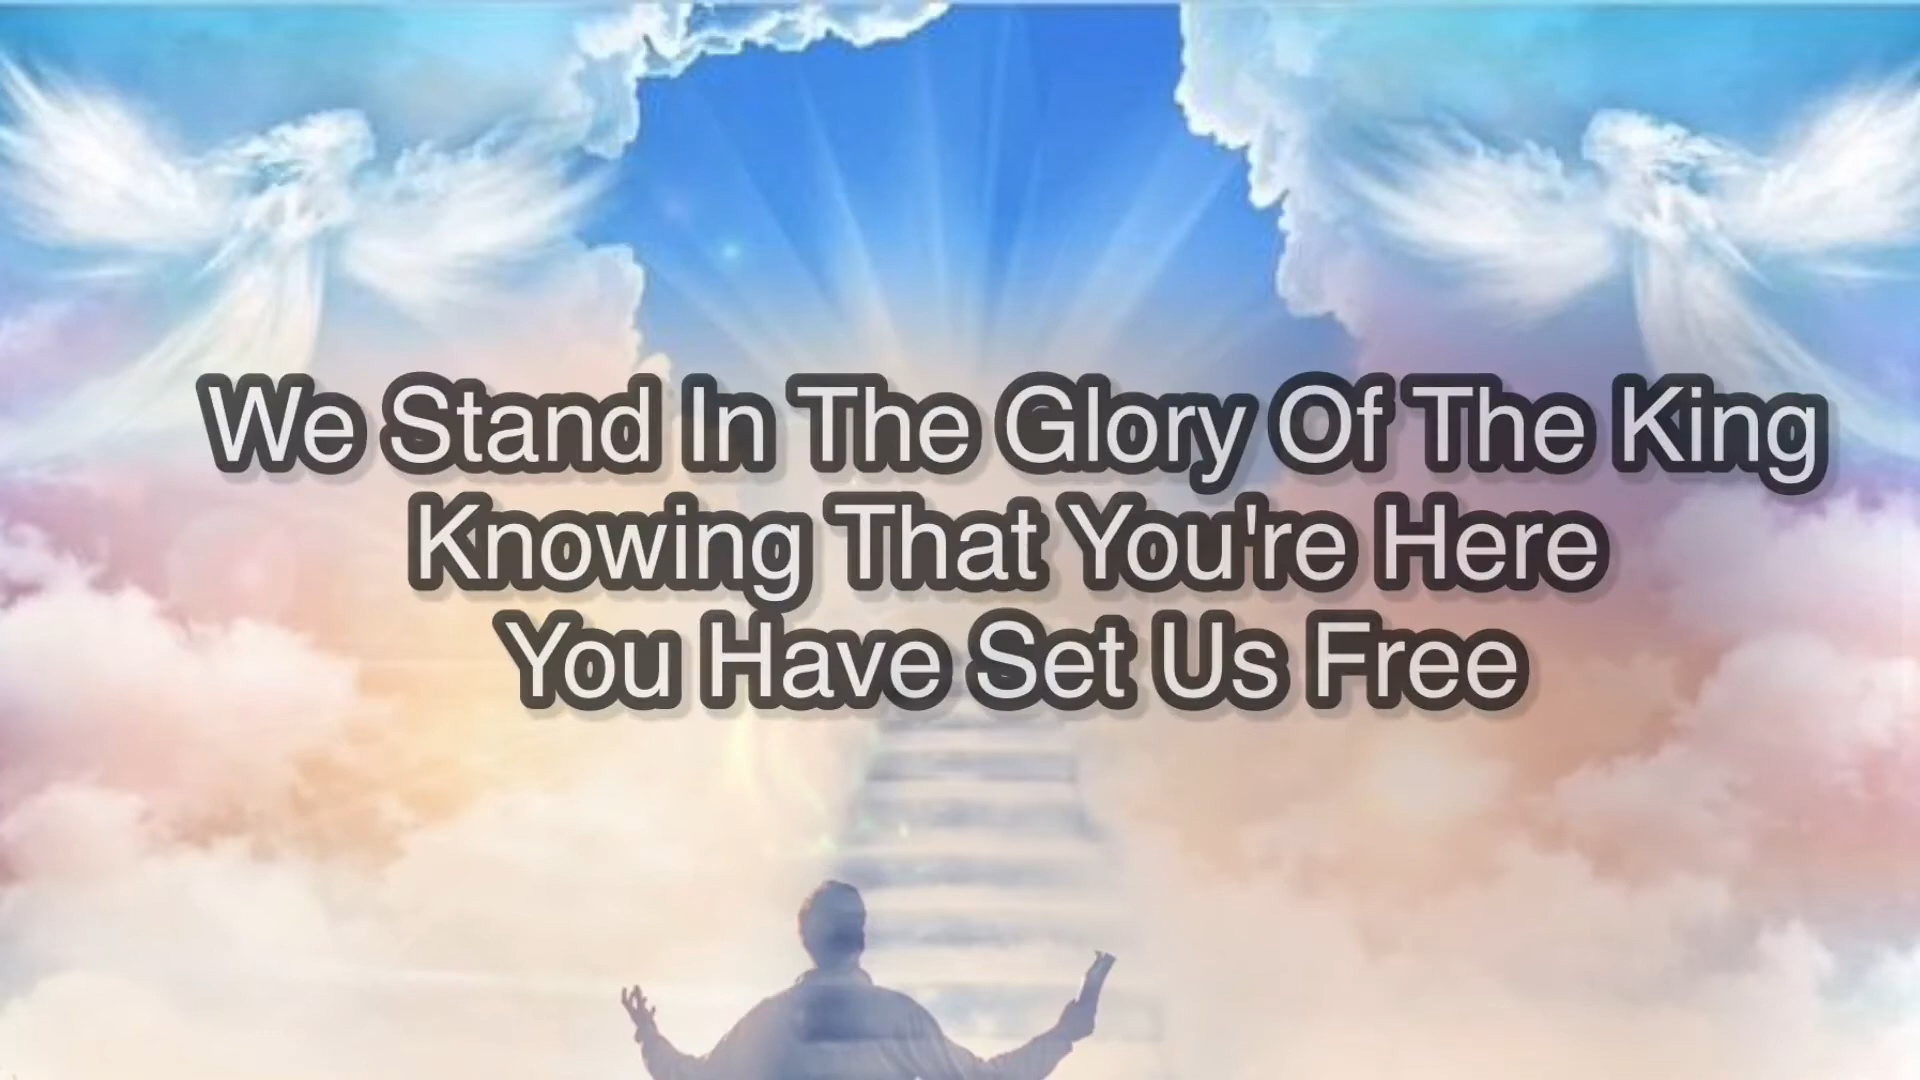 We Stand In The Glory Of The King
Knowing That You're Here
You Have Set Us Free